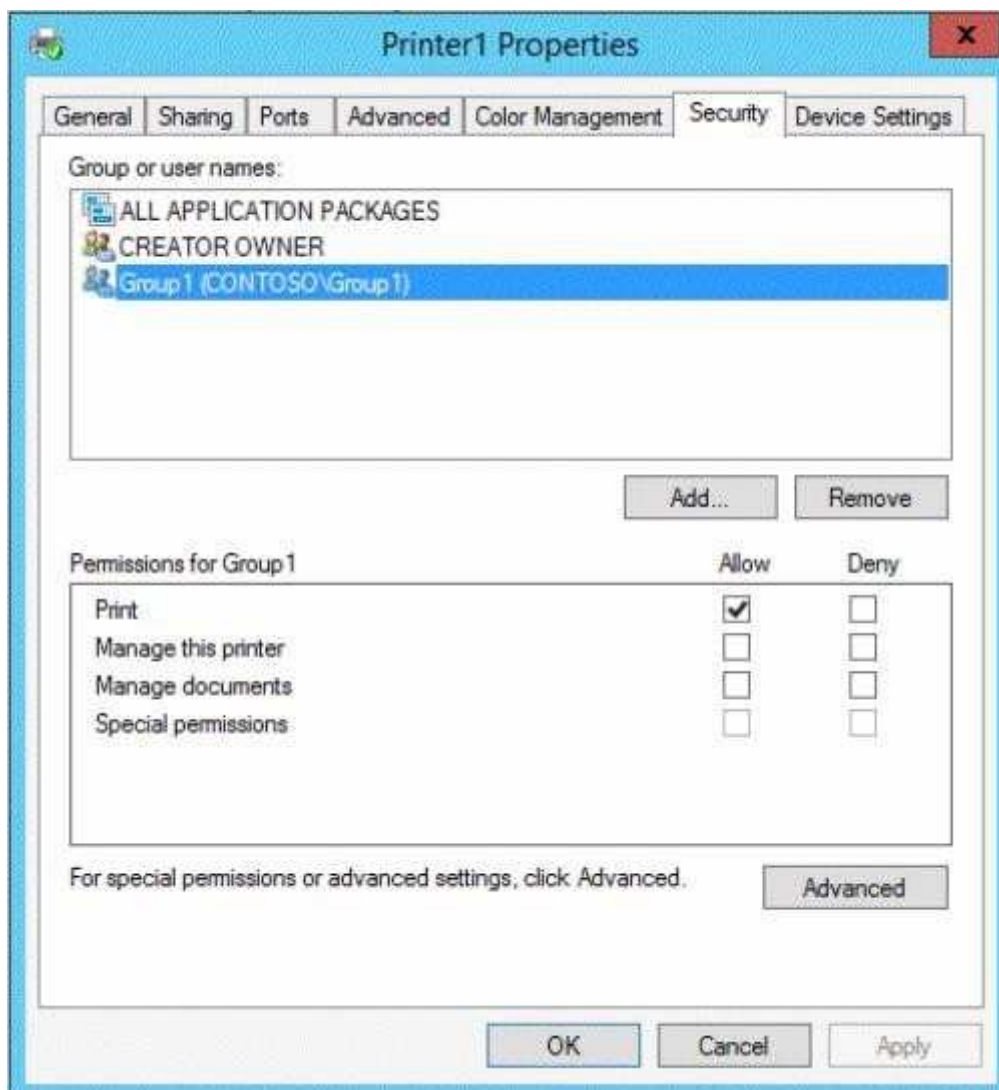 Printer1 Properties
x
General Sharing Ports Advanced Color Management Security Device Settings
Group or user names:
ALL APPLICATION PACKAGES
CREATOR OWNER
Group1 (CONTOSO\Group1)
Add... Remove
Permissions for Group1 Allow Deny
Print
Manage this printer
Manage documents
Special permissions
For special permissions or advanced settings, click Advanced. Advanced
OK Cancel Apply